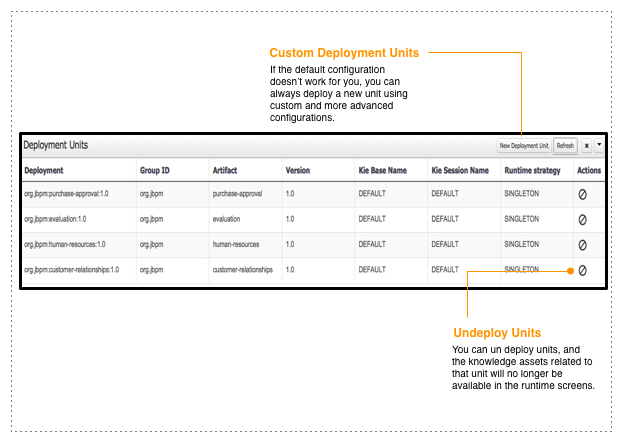 Custom Deployment Units
If the default configuration
doesn't work for you, you can
always deploy a new unit using
custom and more advanced
configurations.
Deployment Units New Deployment Unit Refresh
Deployment Group ID Artifact Version Kie Base Name Kie Session Name Runtime strategy Actions
org.jbpm:purchase-approval:1.0 org.jbpm purchase-approval 1.0 DEFAULT DEFAULT SINGLETON
org.jbpm:evaluation:1.0 org.jbpm evaluation 1.0 DEFAULT DEFAULT SINGLETON
org.jbpm:human-resources:1.0 org.jbpm human-resources 1.0 DEFAULT DEFAULT SINGLETON
org.jbpm:customer-relationships:1.0 org.jbpm customer-relationships 1.0 DEFAULT DEFAULT SINGLETON
Undeploy Units
You can un deploy units, and
the knowledge assets related to
that unit will no longer be
available in the runtime screens.